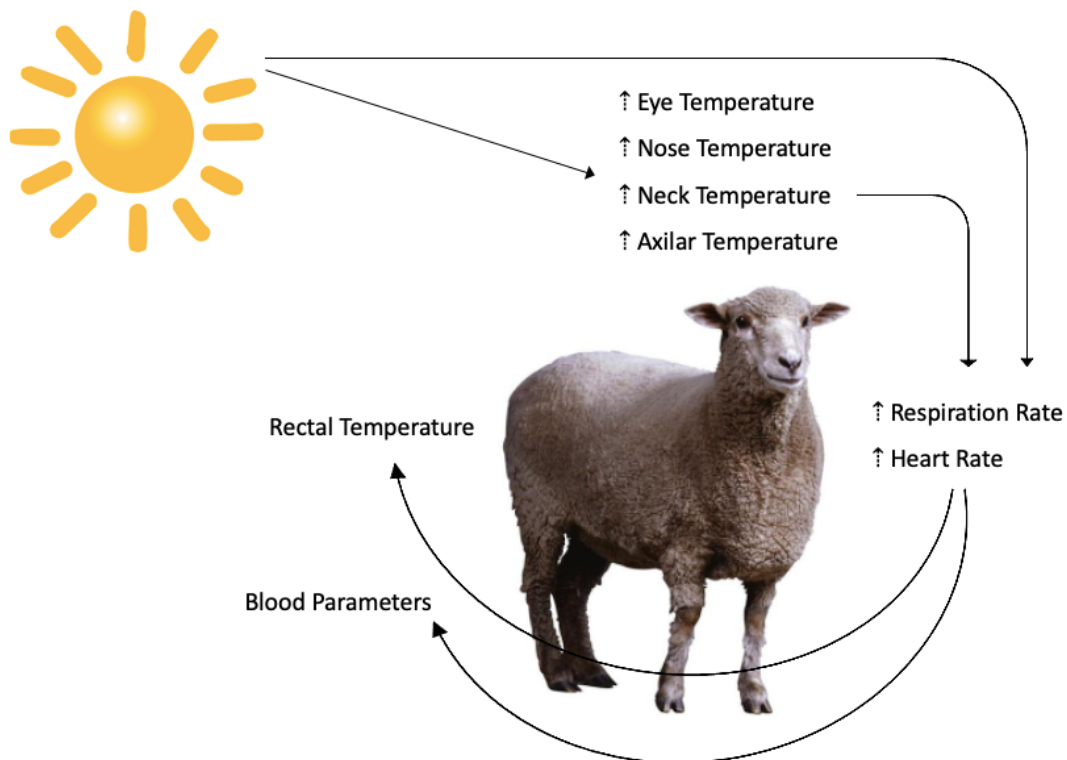 ⇡ Eye Temperature
⇡ Nose Temperature
⇡ Neck Temperature
⇡ Axilar Temperature
⇡ Respiration Rate
Rectal Temperature
⇡ Heart Rate
Blood Parameters